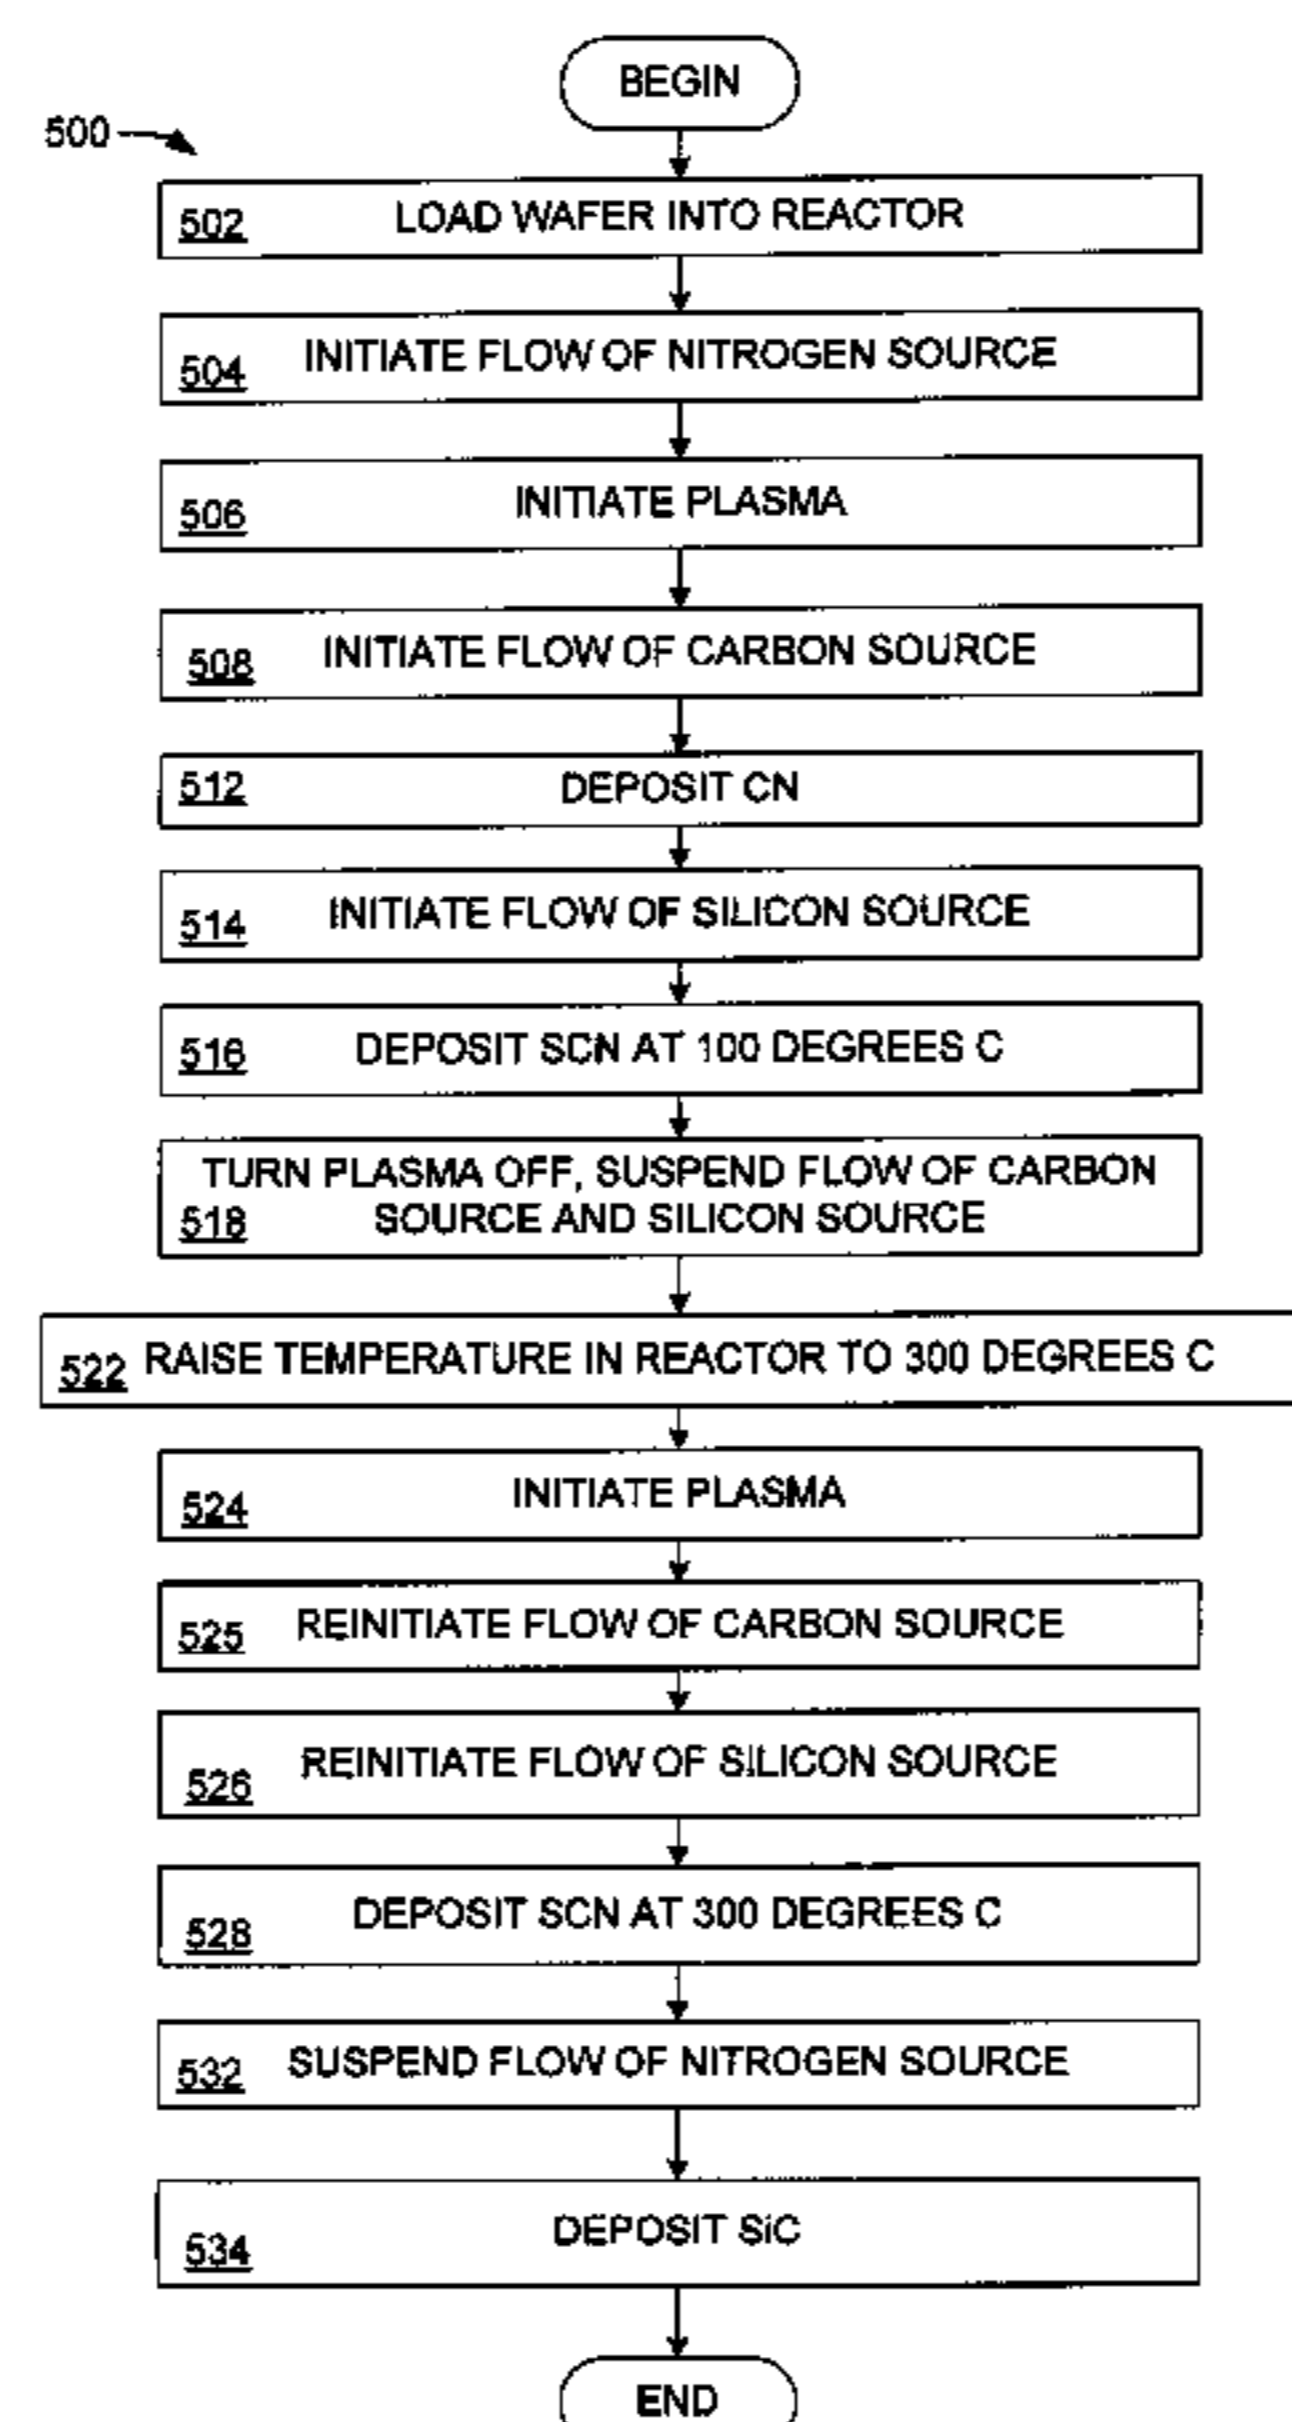 BEGIN
500
502 LOAD WAFER INTO REACTOR
504 INITIATE FLOW OF NITROGEN SOURCE
506 INITIATE PLASMA
508 INITIATE FLOW OF CARBON SOURCE
512 DEPOSIT CN
514 INITIATE FLOW OF SILICON SOURCE
516 DEPOSIT SCN AT 100 DEGREES C
TURN PLASMA OFF, SUSPEND FLOW OF CARBON
518 SOURCE AND SILICON SOURCE
522 RAISE TEMPERATURE IN REACTOR TO 300 DEGREES C
524 INITIATE PLASMA
525 REINITIATE FLOW OF CARBON SOURCE
526 REINITIATE FLOW OF SILICON SOURCE
528 DEPOSIT SCN AT 300 DEGREES C
532 SUSPEND FLOW OF NITROGEN SOURCE
534 DEPOSIT SiC
END